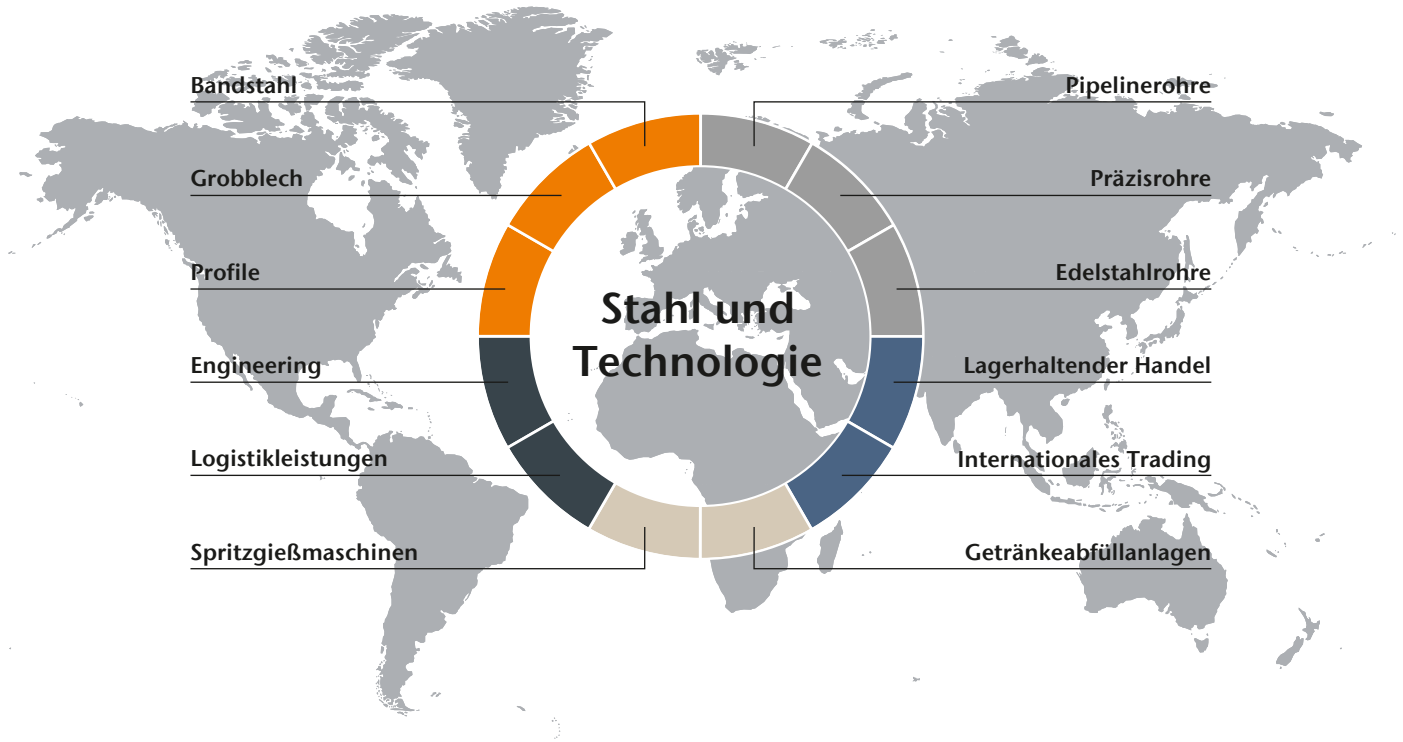 Bandstahl
Pipelinerohre
Grobblech
Präzisrohre
Profile
Edelstahlrohre
Stahl und
Technologie
Engineering
Lagerhaltender Handel
Logistikleistungen
Internationales Trading
Spritzgießmaschinen
Getränkeabfüllanlagen